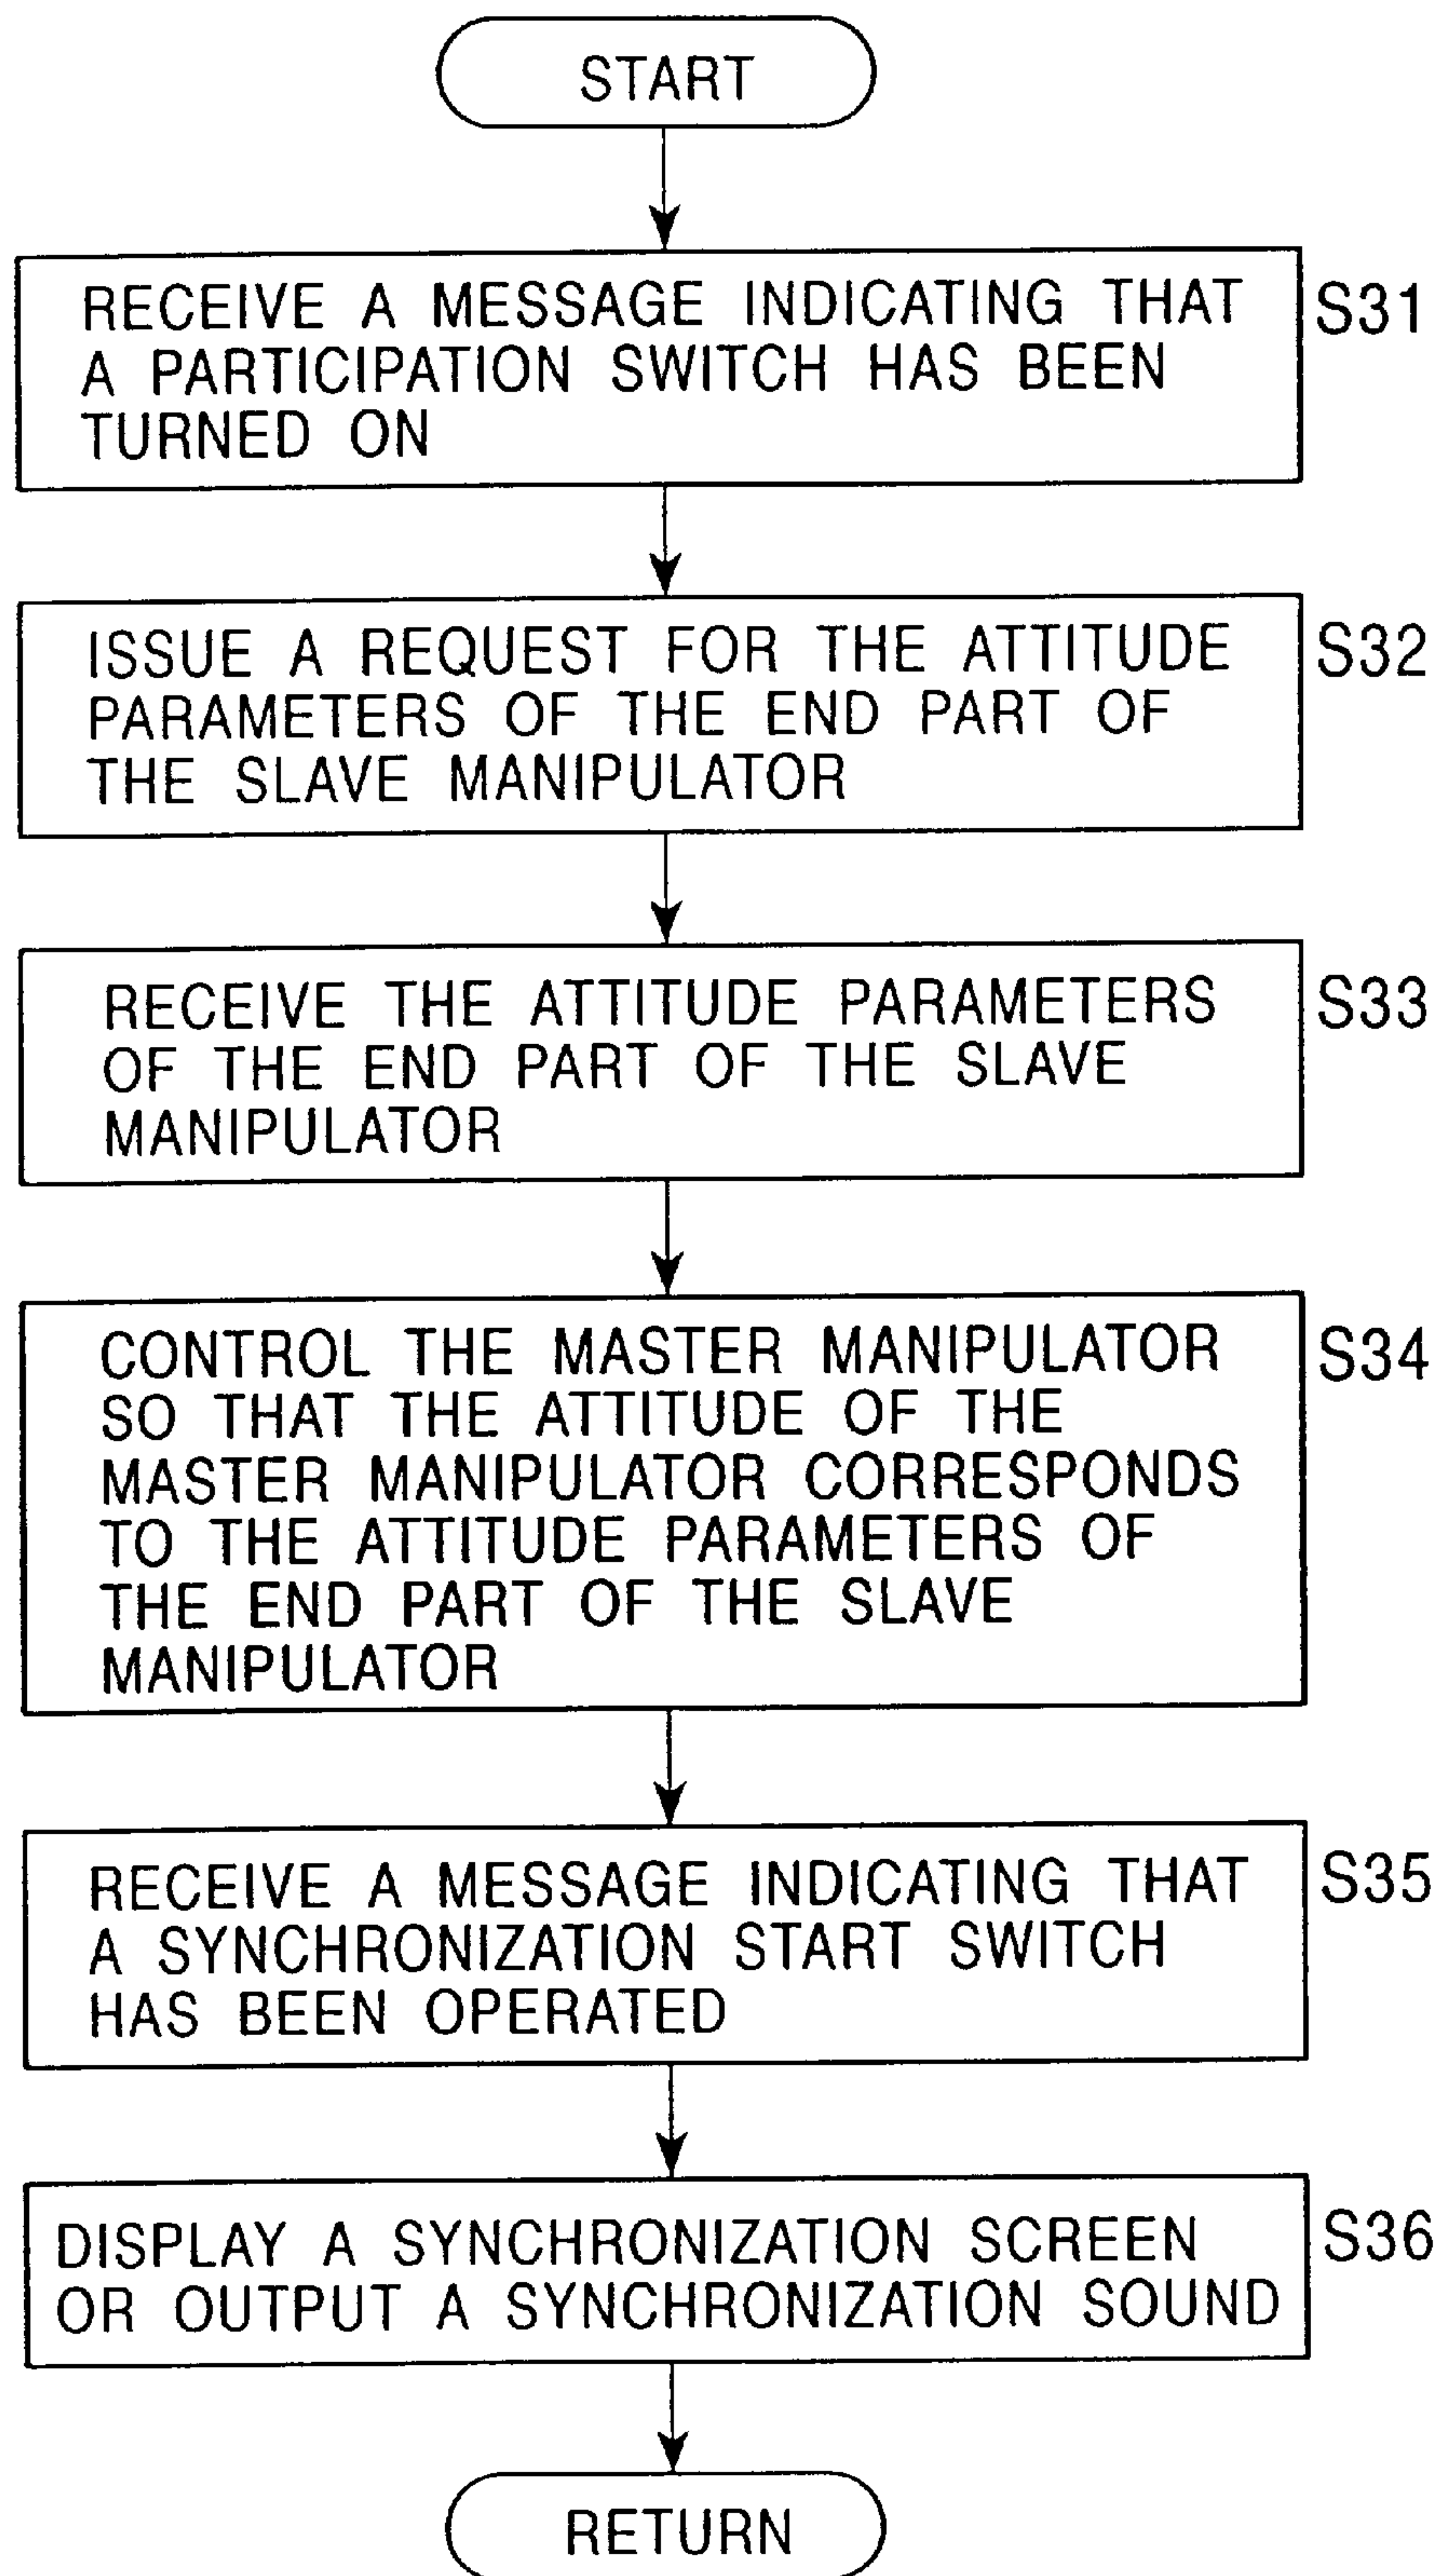 START
RECEIVE A MESSAGE INDICATING THAT
A PARTICIPATION SWITCH HAS BEEN
TURNED ON
S31
ISSUE A REQUEST FOR THE ATTITUDE
PARAMETERS OF THE END PART OF
THE SLAVE MANIPULATOR
S32
RECEIVE THE ATTITUDE PARAMETERS
OF THE END PART OF THE SLAVE
MANIPULATOR
S33
CONTROL THE MASTER MANIPULATOR
SO THAT THE ATTITUDE OF THE
MASTER MANIPULATOR CORRESPONDS
TO THE ATTITUDE PARAMETERS OF
THE END PART OF THE SLAVE
MANIPULATOR
S34
RECEIVE A MESSAGE INDICATING THAT
A SYNCHRONIZATION START SWITCH
HAS BEEN OPERATED
S35
DISPLAY A SYNCHRONIZATION SCREEN
OR OUTPUT A SYNCHRONIZATION SOUND
S36
RETURN